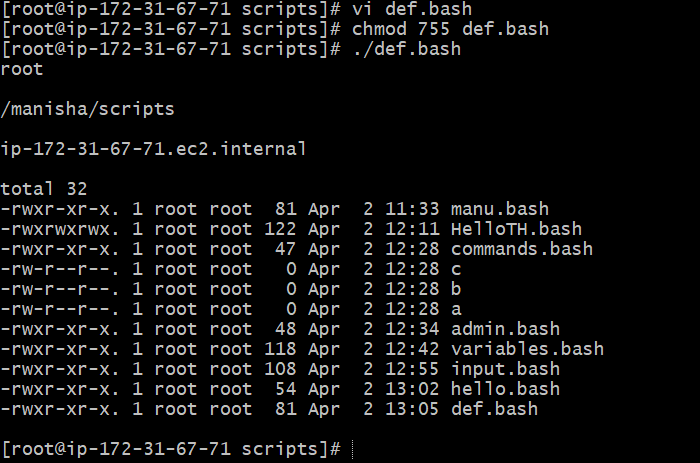 [root@ip-172-31-67-71 scripts]# vi def.bash
[root@ip-172-31-67-71 scripts]# chmod 755 def.bash
[root@ip-172-31-67-71 scripts]# ./def.bash
root
/manisha/scripts
ip-172-31-67-71.ec2.internal
total 32
-rwxr-xr-x. 1 root root  81 Apr  2 11:33 manu.bash
-rwxrwxrwx. 1 root root 122 Apr  2 12:11 HelloTH.bash
-rwxr-xr-x. 1 root root  47 Apr  2 12:28 commands.bash
-rw-r--r--. 1 root root   0 Apr  2 12:28 c
-rw-r--r--. 1 root root   0 Apr  2 12:28 b
-rw-r--r--. 1 root root   0 Apr  2 12:28 a
-rwxr-xr-x. 1 root root  48 Apr  2 12:34 admin.bash
-rwxr-xr-x. 1 root root 118 Apr  2 12:42 variables.bash
-rwxr-xr-x. 1 root root 108 Apr  2 12:55 input.bash
-rwxr-xr-x. 1 root root  54 Apr  2 13:02 hello.bash
-rwxr-xr-x. 1 root root  81 Apr  2 13:05 def.bash
[root@ip-172-31-67-71 scripts]#